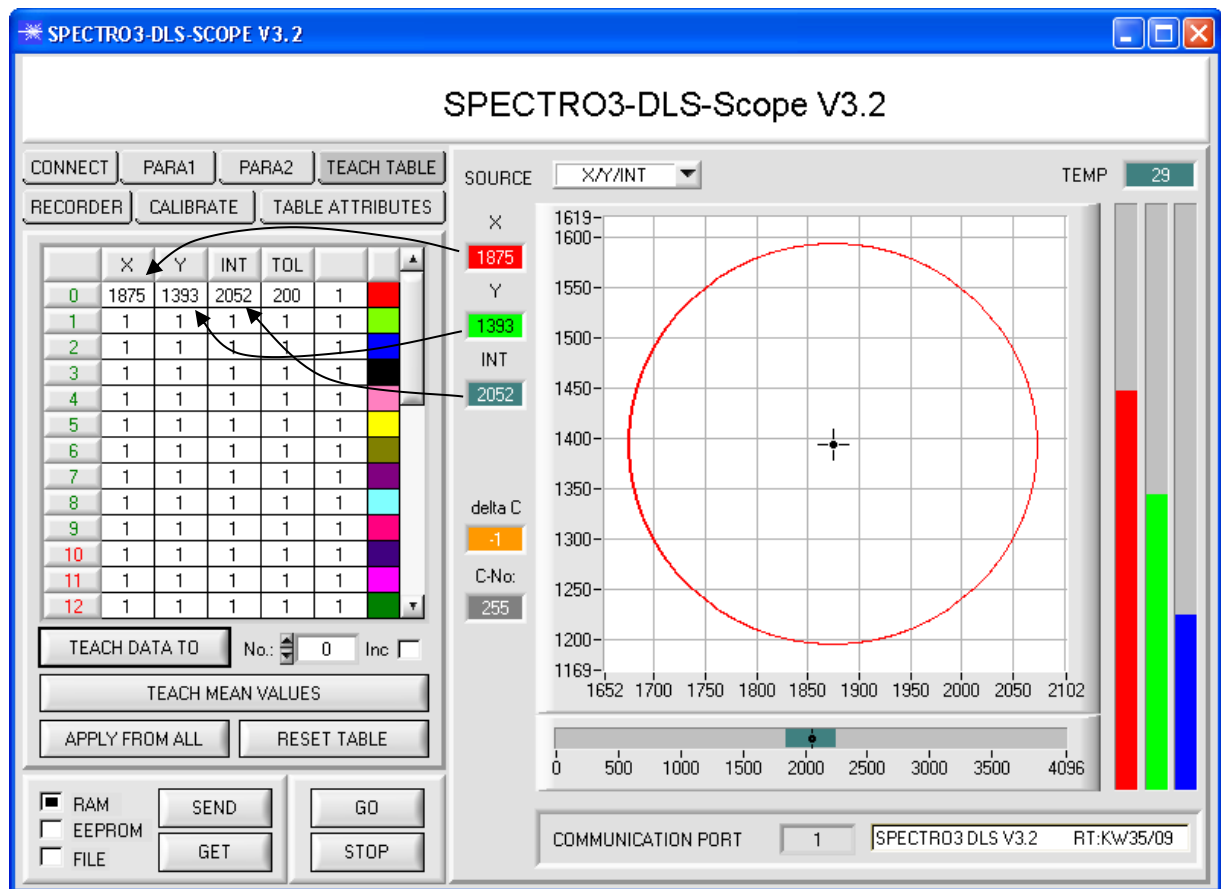 SPECTRO3-DLS-SCOPE V3.2
SPECTRO3-DLS-Scope V3.2
CONNECT PARA1 PARA2 TEACH TABLE
RECORDER CALIBRATE TABLE ATTRIBUTES
X Y INT TOL
0 1875 1393 2052 200 1
1 1 1 1 1 1
2 1 1 1 1 1
3 1 1 1 1 1
4 1 1 1 1 1
5 1 1 1 1 1
6 1 1 1 1 1
7 1 1 1 1 1
8 1 1 1 1 1
9 1 1 1 1 1
10 1 1 1 1 1
11 1 1 1 1 1
12 1 1 1 1 1
TEACH DATA TO No.: 0 Inc
TEACH MEAN VALUES
APPLY FROM ALL RESET TABLE
RAM
EEPROM
FILE
SEND
GET
GO
STOP
SOURCE X/Y/INT
TEMP 29
X
1875
Y
1393
INT
2052
delta C
-1
C-No:
255
1619
1600
1550
1500
1450
1400
1350
1300
1250
1200
1169
1652 1700 1750 1800 1850 1900 1950 2000 2050 2102
0 500 1000 1500 2000 2500 3000 3500 4096
COMMUNICATION PORT 1 SPECTRO3 DLS V3.2 RT:KW35/09